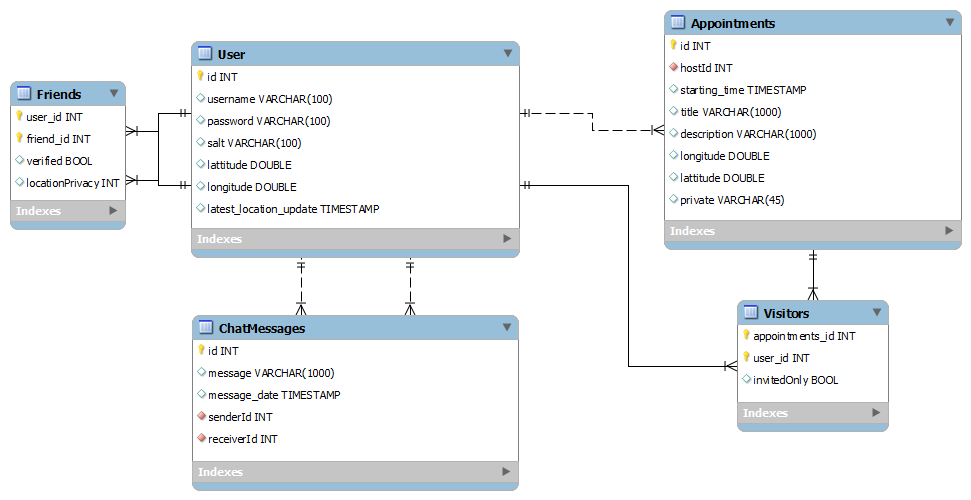 Friends
user_id INT
friend_id INT
verified BOOL
locationPrivacy INT
Indexes
User
id INT
username VARCHAR(100)
password VARCHAR(100)
salt VARCHAR(100)
lattitude DOUBLE
longitude DOUBLE
latest_location_update TIMESTAMP
Indexes
Appointments
id INT
hostId INT
starting_time TIMESTAMP
title VARCHAR(1000)
description VARCHAR(1000)
longitude DOUBLE
lattitude DOUBLE
private VARCHAR(45)
Indexes
ChatMessages
id INT
message VARCHAR(1000)
message_date TIMESTAMP
senderId INT
receiverId INT
Indexes
Visitors
appointments_id INT
user_id INT
invitedOnly BOOL
Indexes